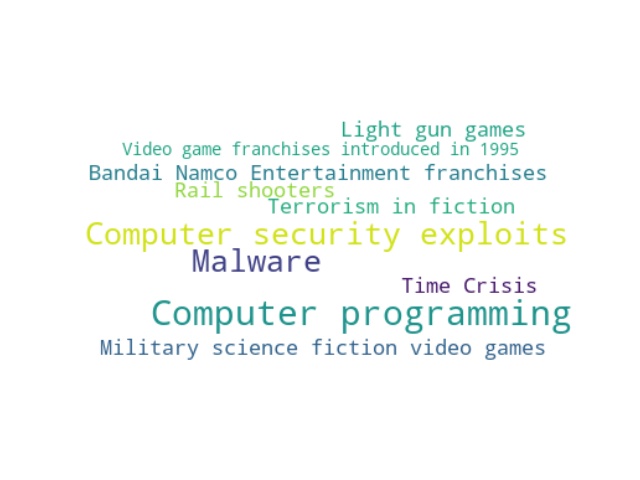 Light gun games
Video game franchises introduced in 1995
Bandai Namco Entertainment franchises
Rail shooters
Terrorism in fiction
Computer security exploits
Malware
Time Crisis
Computer programming
Military science fiction video games